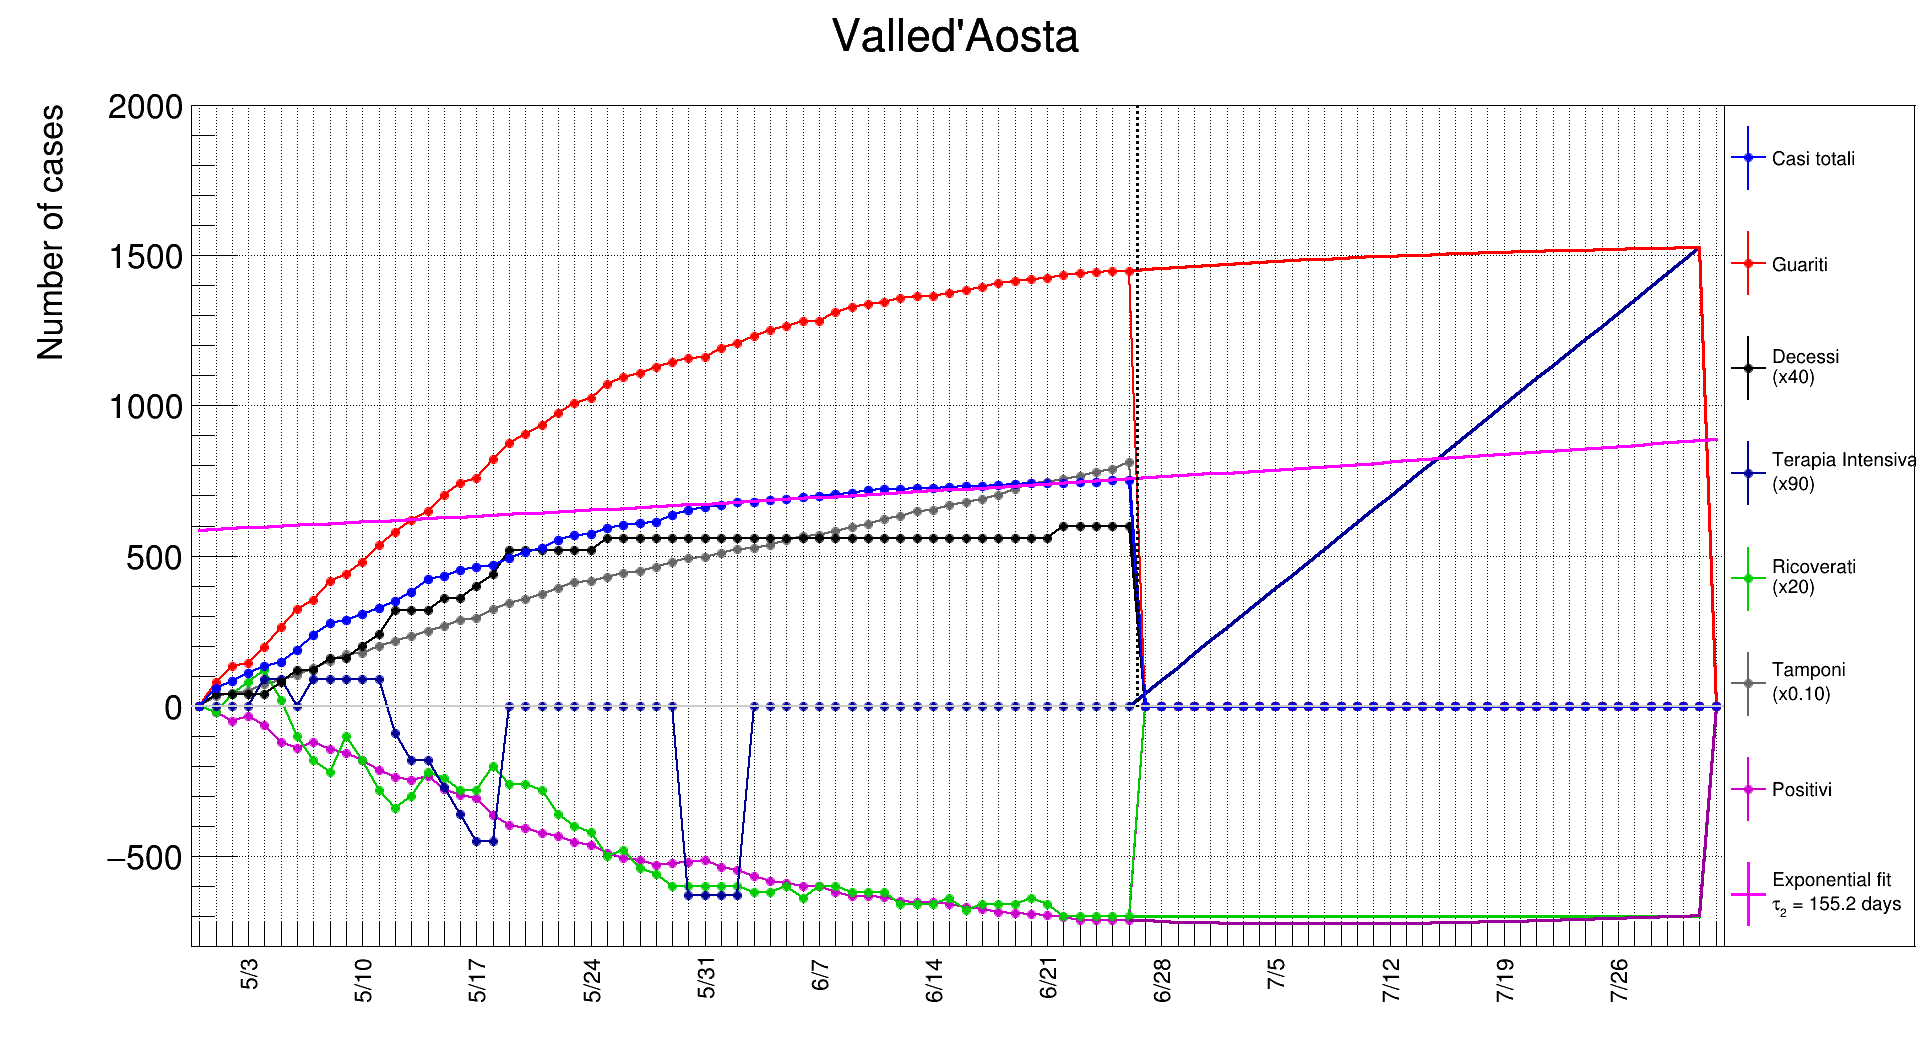 Valled'Aosta
Number of cases
2000
1500
1000
500
0
−500
5/3
5/10
5/17
5/24
5/31
6/7
6/14
6/21
6/28
7/5
7/12
7/19
7/26
Casi totali
Guariti
Decessi
(x40)
Terapia Intensiva
(x90)
Ricoverati
(x20)
Tamponi
(x0.10)
Positivi
Exponential fit
τ₂ = 155.2 days